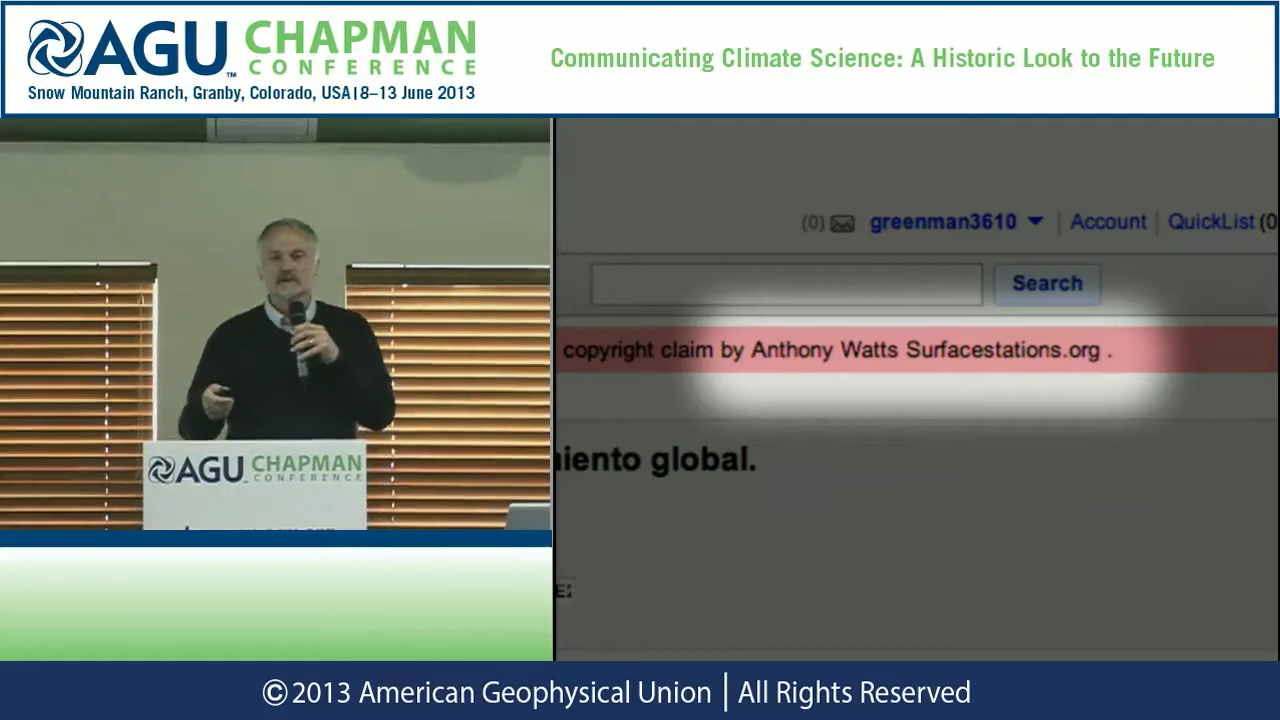 AGU CHAPMAN
CONFERENCE
Snow Mountain Ranch, Granby, Colorado, USA|8–13 June 2013
Communicating Climate Science: A Historic Look to the Future
(0) greenman3610 Account QuickList (0
Search
copyright claim by Anthony Watts Surfacestations.org .
iento global.
AGU CHAPMAN
CONFERENCE
©2013 American Geophysical Union | All Rights Reserved